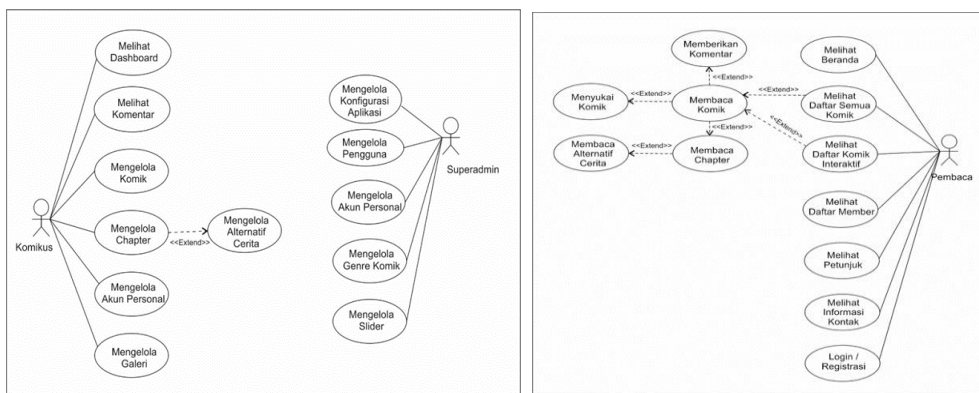 Melihat
Dashboard
Melihat
Komentar
Mengelola
Komik
Mengelola
Chapter
<<Extend>>
Mengelola
Alternatif
Cerita
Komikus
Mengelola
Akun Personal
Mengelola
Galeri
Mengelola
Konfigurasi
Aplikasi
Mengelola
Pengguna
Superadmin
Mengelola
Akun Personal
Mengelola
Genre Komik
Mengelola
Slider
Memberikan
Komentar
<<Extend>>
Menyukai
Komik
<<Extend>>
Membaca
Komik
<<Extend>>
<<Extend>>
<<Extend>>
Membaca
Alternatif
Cerita
<<Extend>>
Membaca
Chapter
Melihat
Beranda
Melihat
Daftar Semua
Komik
Melihat
Daftar Komik
Interaktif
Pembaca
Melihat
Daftar Member
Melihat
Petunjuk
Melihat
Informasi
Kontak
Login /
Registrasi